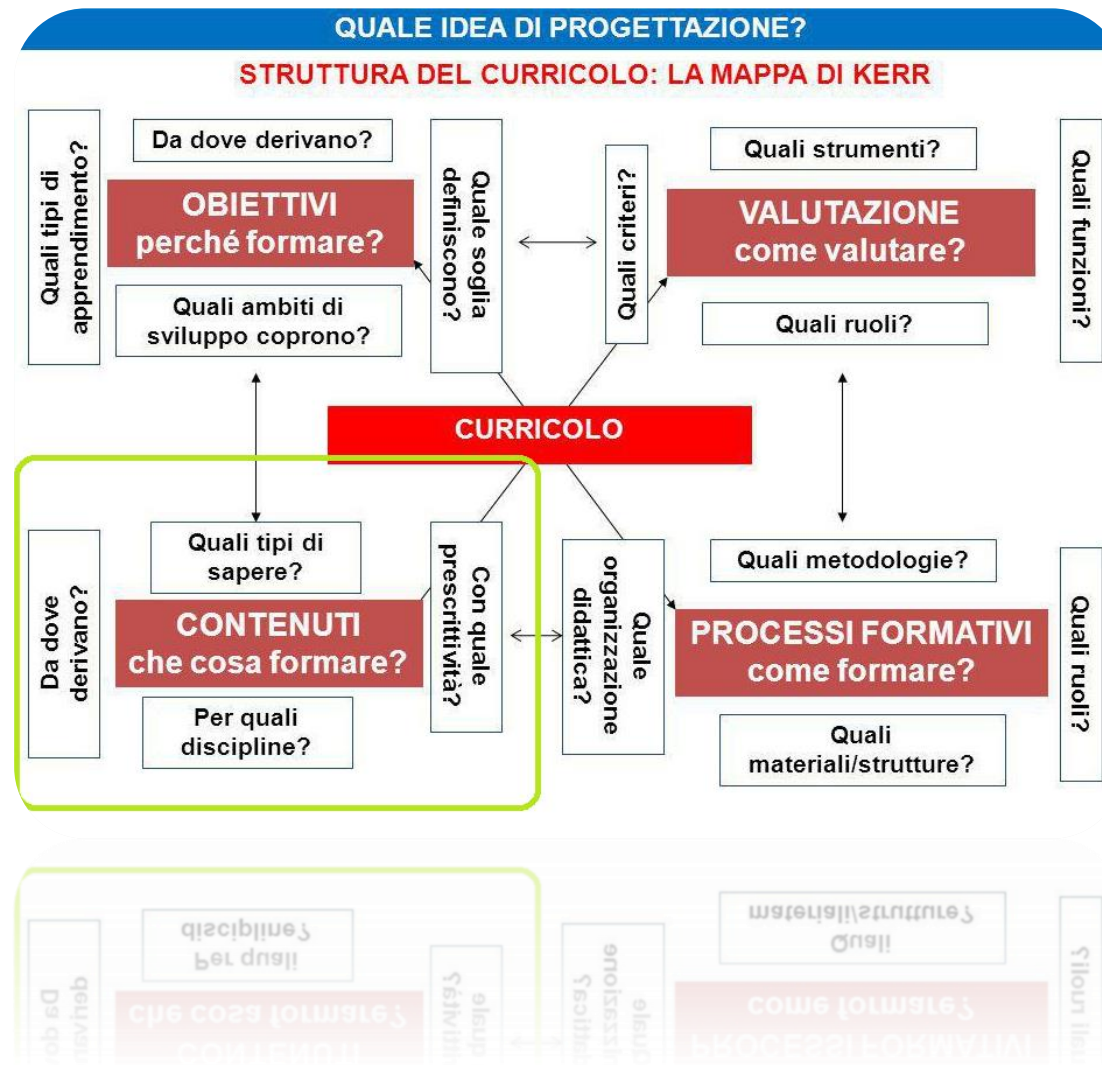 QUALE IDEA DI PROGETTAZIONE?
STRUTTURA DEL CURRICOLO: LA MAPPA DI KERR
Quali tipi di
apprendimento?
Da dove derivano?
OBIETTIVI
perché formare?
Quali ambiti di
sviluppo coprono?
Quale soglia
definiscono?
Quali criteri?
Quali strumenti?
VALUTAZIONE
come valutare?
Quali ruoli?
Quali funzioni?
CURRICOLO
Da dove
derivano?
Quali tipi di
sapere?
CONTENUTI
che cosa formare?
Per quali
discipline?
Con quale
prescrittività?
Quale
organizzazione
didattica?
Quali metodologie?
PROCESSI FORMATIVI
come formare?
Quali
materiali/strutture?
Quali ruoli?